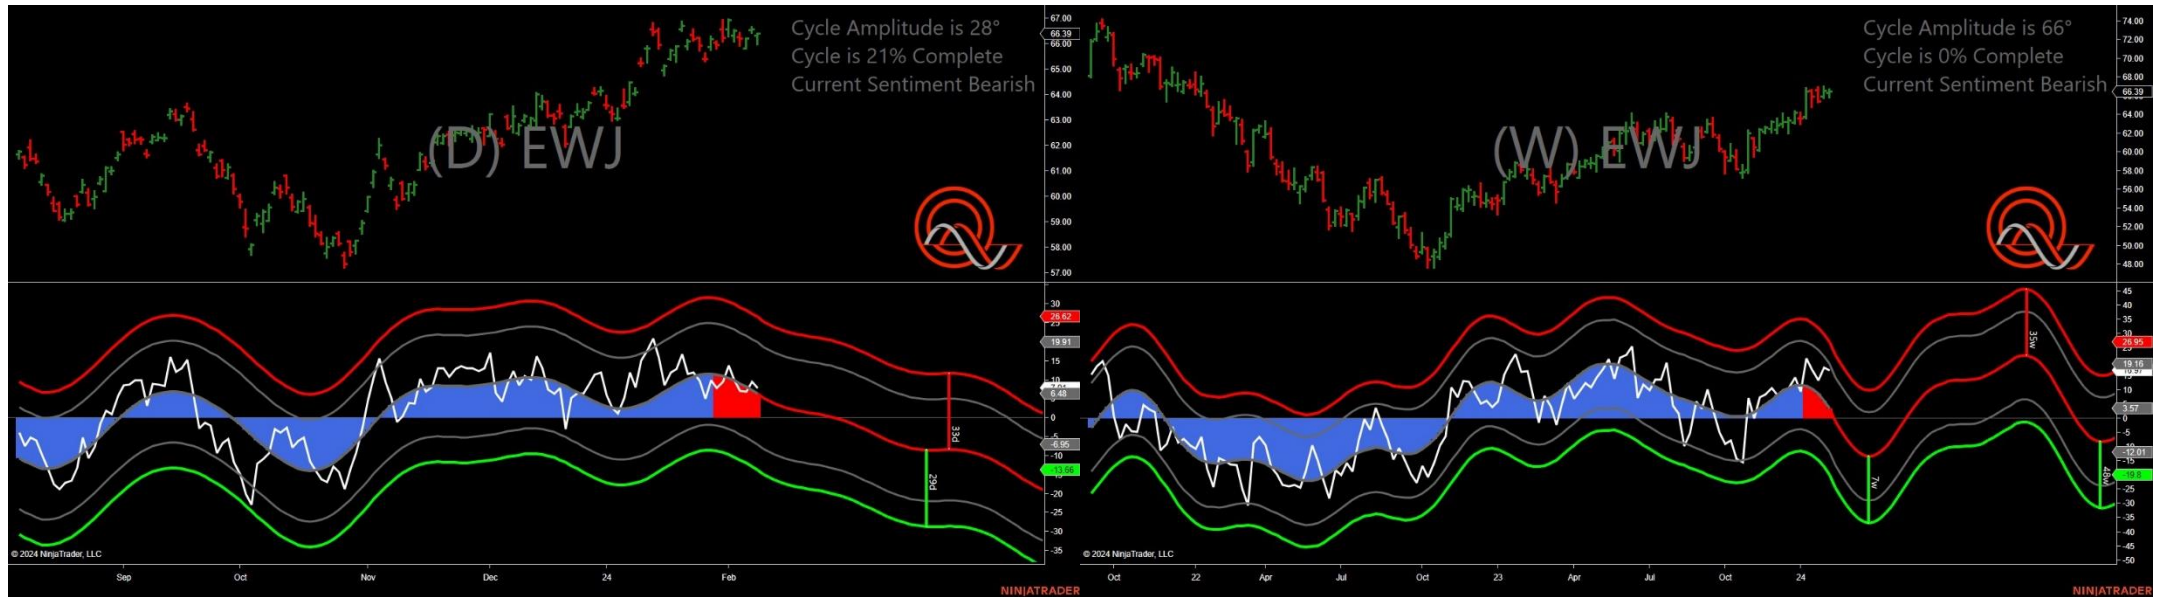 Cycle Amplitude is 28°
Cycle is 21% Complete
Current Sentiment Bearish
(D) EWJ
67.00
66.39
66.00
65.00
64.00
63.00
62.00
61.00
60.00
59.00
58.00
57.00
30
26.62
25
19.91
15
10
6.48
5
0
-5
-6.95
-10
-13.66
-20
-25
-30
-35
33d
29d
© 2024 NinjaTrader, LLC
Sep
Oct
Nov
Dec
24
Feb
NINJATRADER
Cycle Amplitude is 66°
Cycle is 0% Complete
Current Sentiment Bearish
(W) EWJ
74.00
72.00
70.00
68.00
66.39
64.00
62.00
60.00
58.00
56.00
54.00
52.00
50.00
48.00
45
40
35
30
26.95
19.16
10
3.57
0
-5
-12.01
-15
-19.8
-25
-30
-35
-40
-45
-50
35w
7w
48w
© 2024 NinjaTrader, LLC
Oct
22
Apr
Jul
Oct
23
Apr
Jul
Oct
24
NINJATRADER